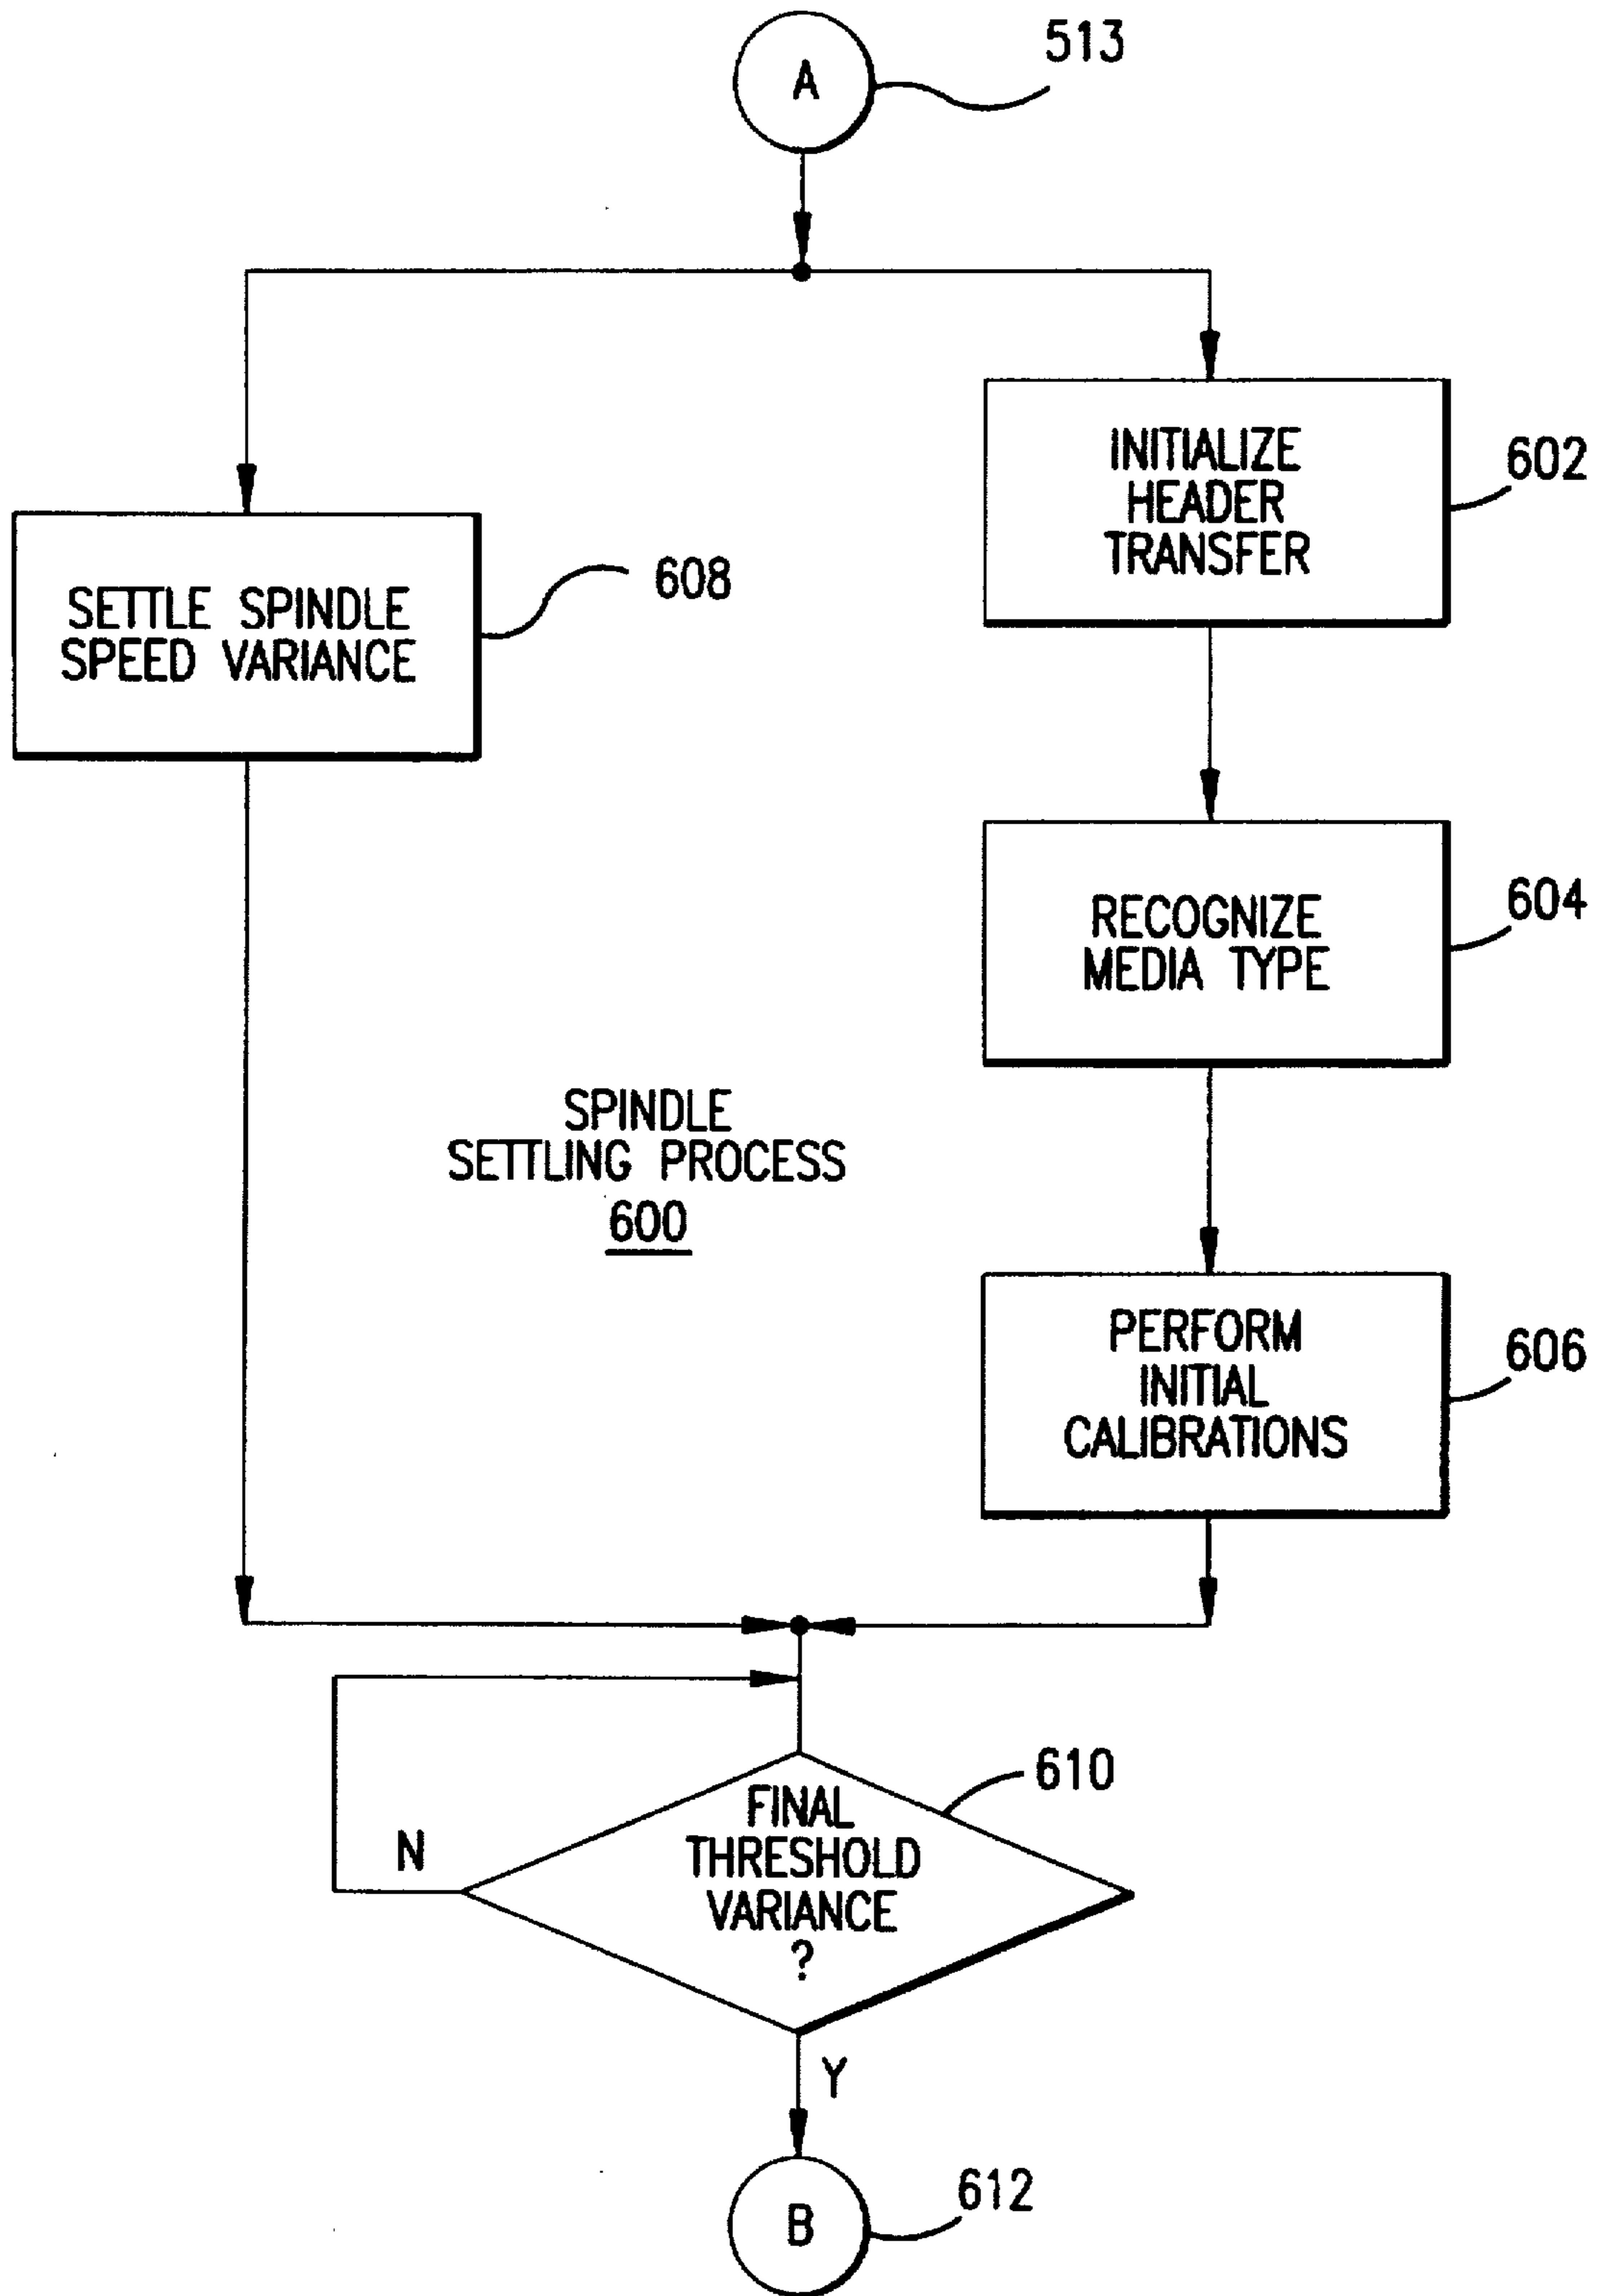 A
513
INITIALIZE
HEADER
TRANSFER
602
SETTLE SPINDLE
SPEED VARIANCE
608
RECOGNIZE
MEDIA TYPE
604
SPINDLE
SETTLING PROCESS
600
PERFORM
INITIAL
CALIBRATIONS
606
610
FINAL
THRESHOLD
VARIANCE
?
N
Y
B
612